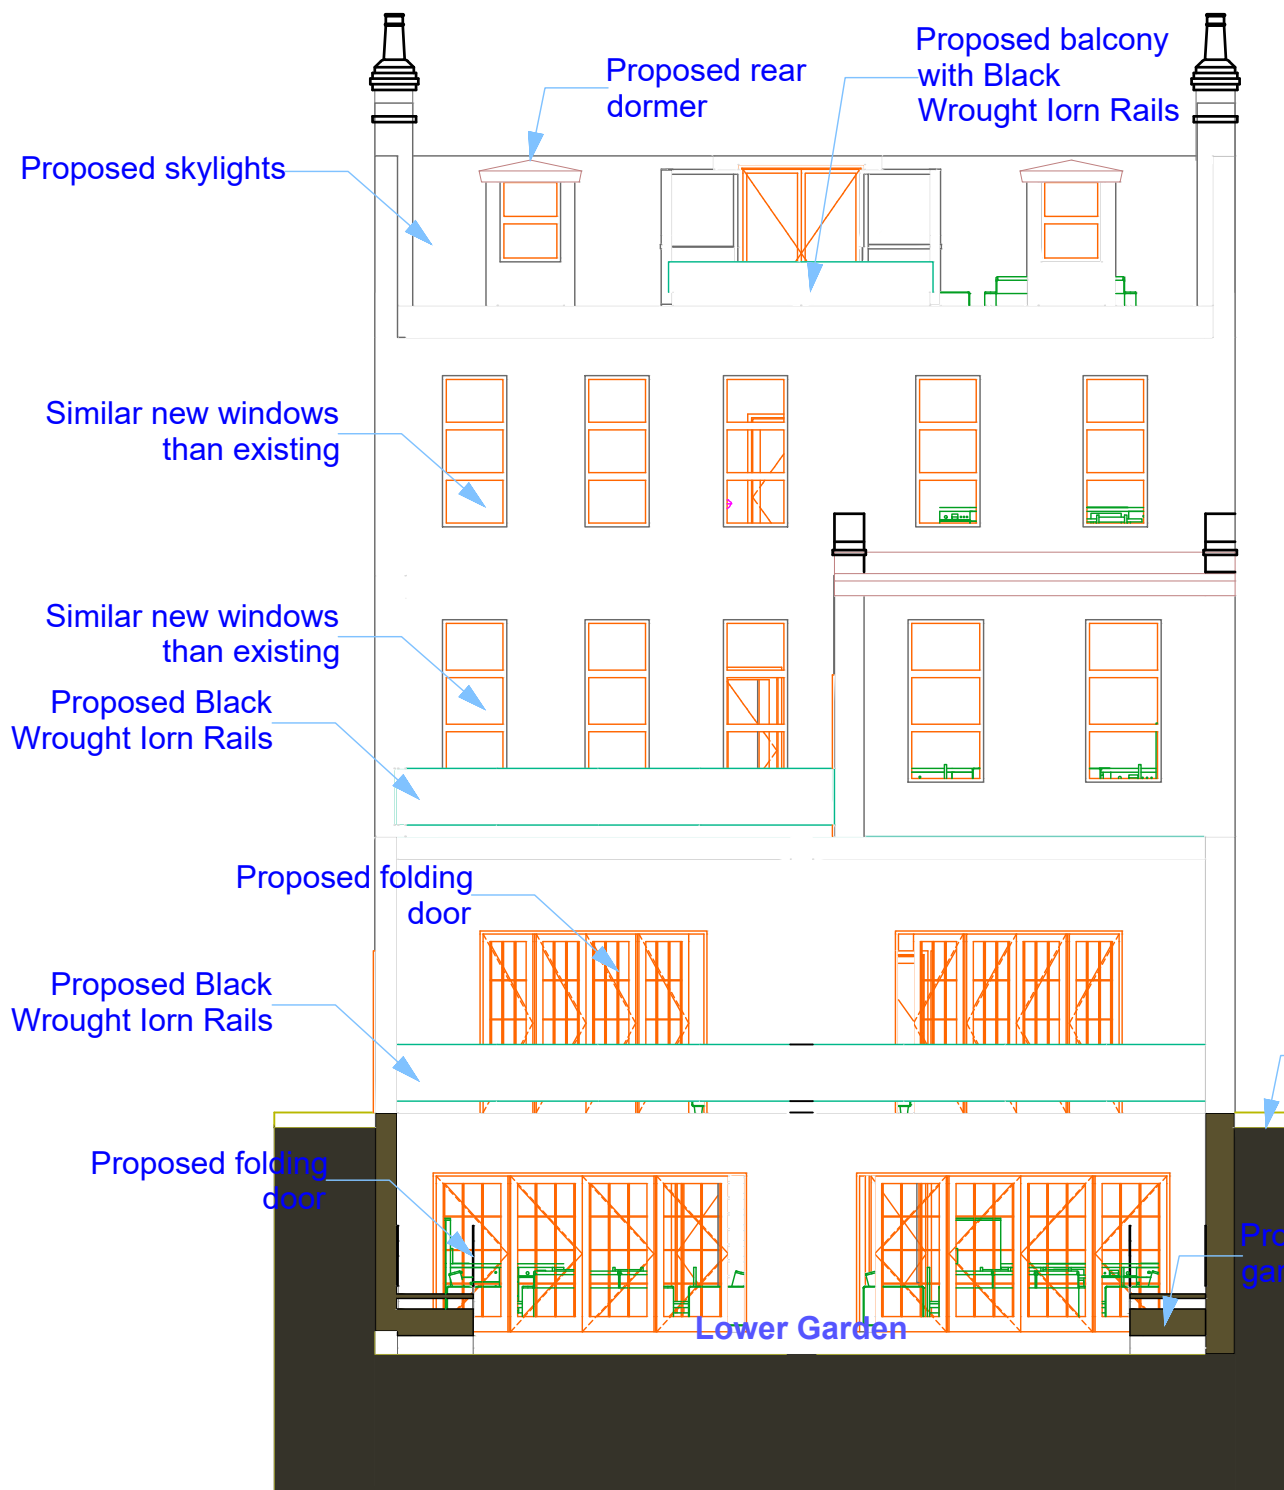 Proposed balcony
with Black
Wrought Iorn Rails
Proposed rear
dormer
Proposed skylights
Similar new windows
than existing
Similar new windows
than existing
Proposed Black
Wrought Iorn Rails
Proposed folding
door
Proposed Black
Wrought Iorn Rails
Proposed folding
door
Lower Garden